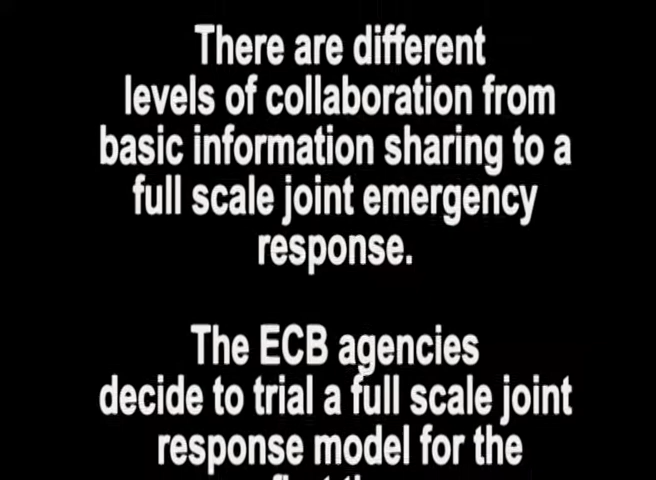 There are different
levels of collaboration from
basic information sharing to a
full scale joint emergency
response.
The ECB agencies
decide to trial a full scale joint
response model for the